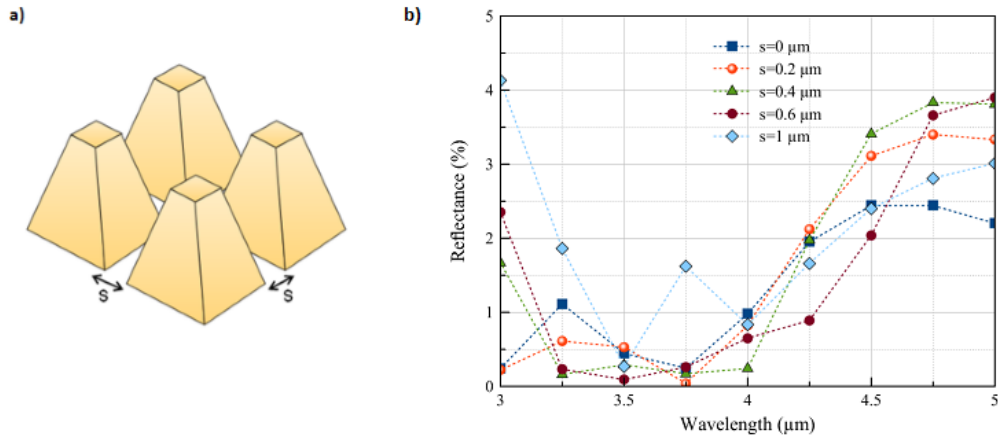 a)
S
S
b)
5
4
3
2
1
0
Reflectance (%)
s=0 µm
s=0.2 µm
s=0.4 µm
s=0.6 µm
s=1 µm
3
3.5
4
4.5
5
Wavelength (µm)